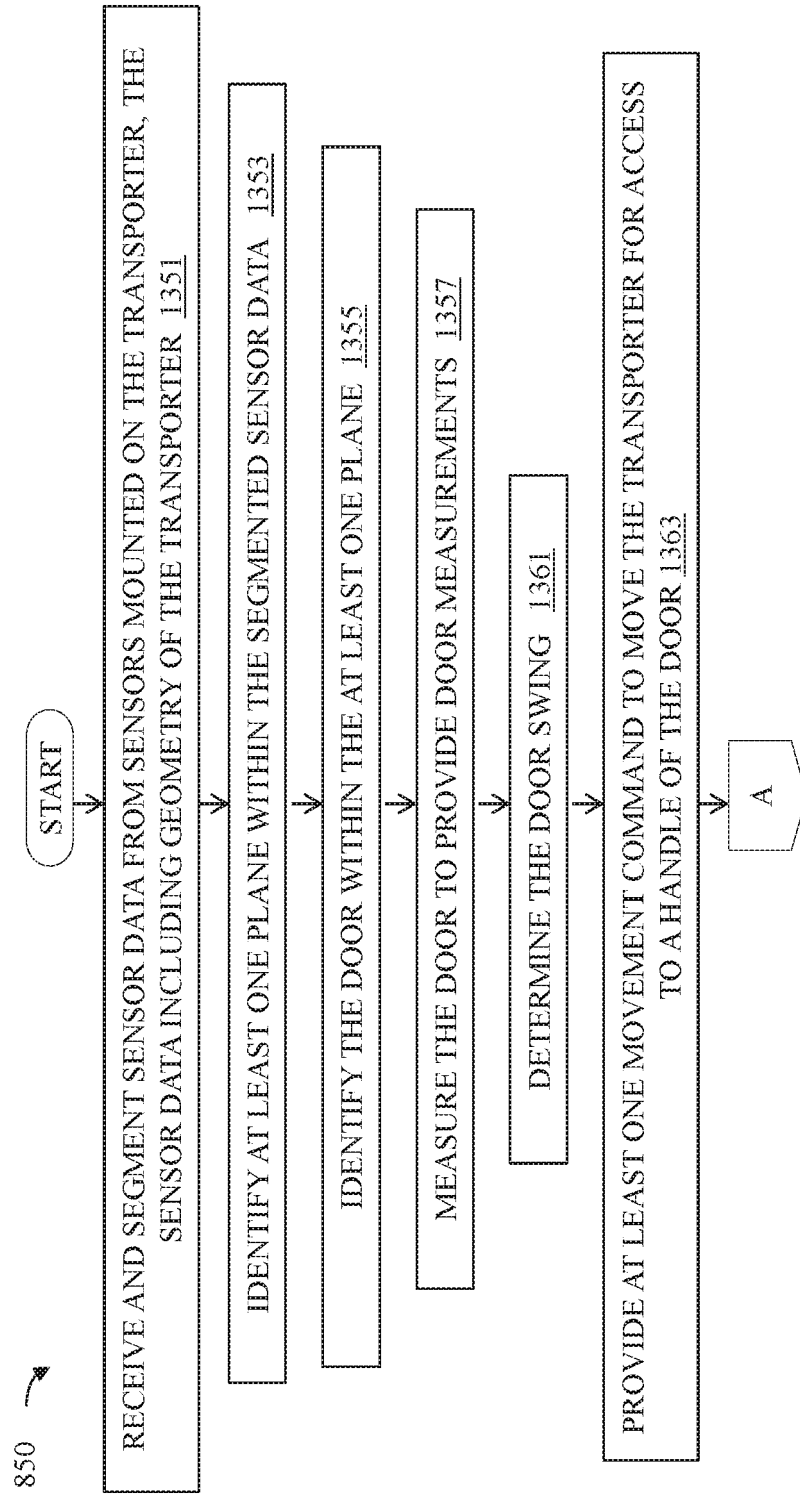 850
START
RECEIVE AND SEGMENT SENSOR DATA FROM SENSORS MOUNTED ON THE TRANSPORTER, THE
SENSOR DATA INCLUDING GEOMETRY OF THE TRANSPORTER 1351
IDENTIFY AT LEAST ONE PLANE WITHIN THE SEGMENTED SENSOR DATA 1353
IDENTIFY THE DOOR WITHIN THE AT LEAST ONE PLANE 1355
MEASURE THE DOOR TO PROVIDE DOOR MEASUREMENTS 1357
DETERMINE THE DOOR SWING 1361
PROVIDE AT LEAST ONE MOVEMENT COMMAND TO MOVE THE TRANSPORTER FOR ACCESS
TO A HANDLE OF THE DOOR 1363
A